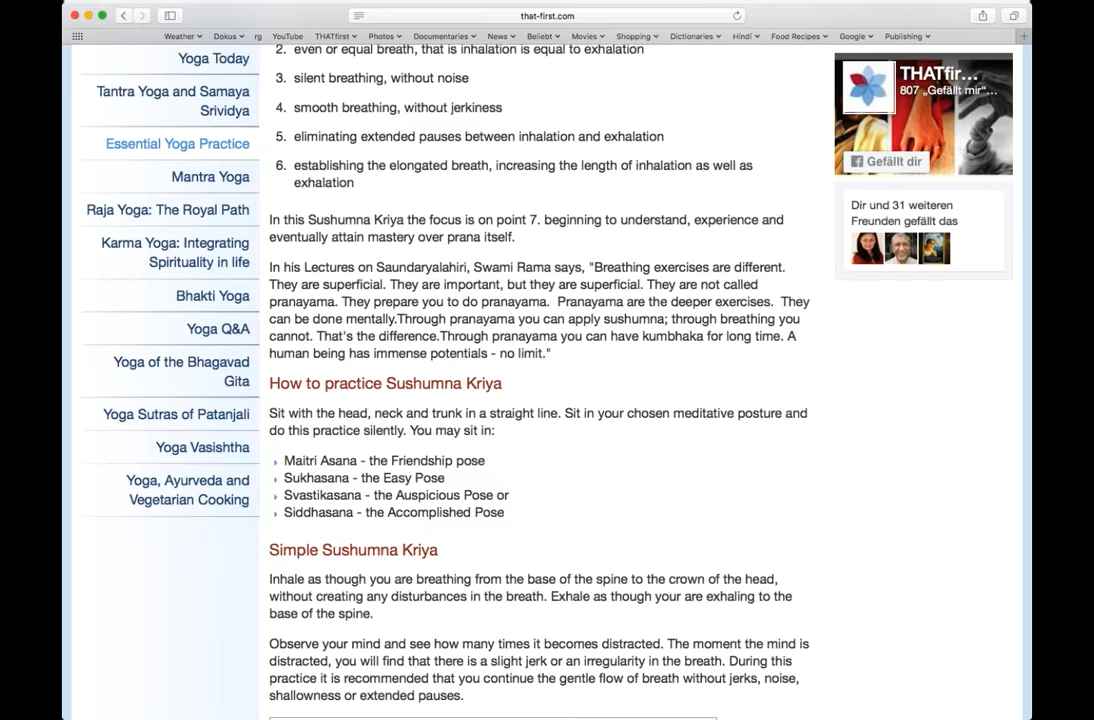 that-first.com
Weather Dokus rg YouTube THATfirst Photos Documentaries News Beliebt Movies Shopping Dictionaries Hindi Food Recipes Google Publishing
Yoga Today
Tantra Yoga and Samaya
Srividya
Essential Yoga Practice
Mantra Yoga
Raja Yoga: The Royal Path
Karma Yoga: Integrating
Spirituality in life
Bhakti Yoga
Yoga Q&A
Yoga of the Bhagavad
Gita
Yoga Sutras of Patanjali
Yoga Vasishtha
Yoga, Ayurveda and
Vegetarian Cooking
2. even or equal breath, that is inhalation is equal to exhalation
3. silent breathing, without noise
4. smooth breathing, without jerkiness
5. eliminating extended pauses between inhalation and exhalation
6. establishing the elongated breath, increasing the length of inhalation as well as
exhalation
In this Sushumna Kriya the focus is on point 7. beginning to understand, experience and
eventually attain mastery over prana itself.
In his Lectures on Saundaryalahiri, Swami Rama says, "Breathing exercises are different.
They are superficial. They are important, but they are superficial. They are not called
pranayama. They prepare you to do pranayama. Pranayama are the deeper exercises. They
can be done mentally.Through pranayama you can apply sushumna; through breathing you
cannot. That's the difference.Through pranayama you can have kumbhaka for long time. A
human being has immense potentials - no limit."
How to practice Sushumna Kriya
Sit with the head, neck and trunk in a straight line. Sit in your chosen meditative posture and
do this practice silently. You may sit in:
Maitri Asana - the Friendship pose
Sukhasana - the Easy Pose
Svastikasana - the Auspicious Pose or
Siddhasana - the Accomplished Pose
Simple Sushumna Kriya
Inhale as though you are breathing from the base of the spine to the crown of the head,
without creating any disturbances in the breath. Exhale as though your are exhaling to the
base of the spine.
Observe your mind and see how many times it becomes distracted. The moment the mind is
distracted, you will find that there is a slight jerk or an irregularity in the breath. During this
practice it is recommended that you continue the gentle flow of breath without jerks, noise,
shallowness or extended pauses.
THATfir...
807 „Gefällt mir“...
Gefällt dir
Dir und 31 weiteren
Freunden gefällt das